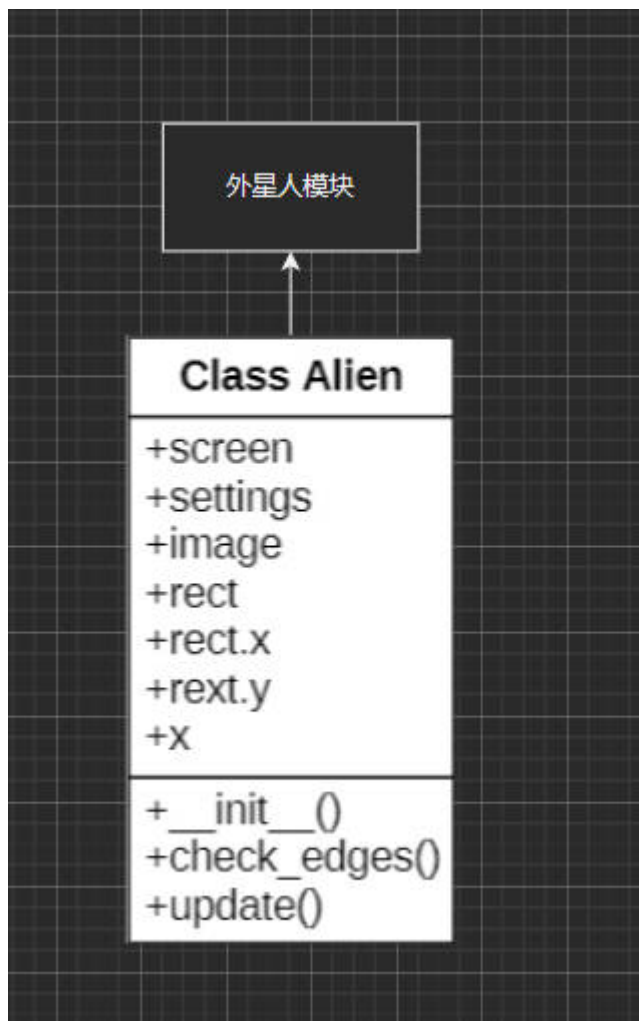 外星人模块
Class Alien
+screen
+settings
+image
+rect
+rect.x
+rext.y
+x
+__init__()
+check_edges()
+update()